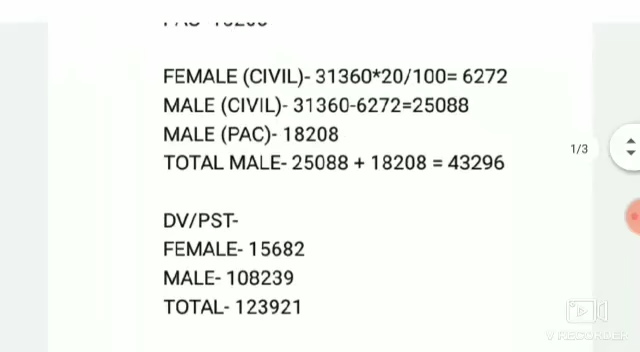 FEMALE (CIVIL)- 31360*20/100= 6272
MALE (CIVIL)- 31360-6272=25088
MALE (PAC)- 18208
TOTAL MALE- 25088 + 18208 = 43296
1/3
DV/PST-
FEMALE- 15682
MALE- 108239
TOTAL- 123921
V RECORDER